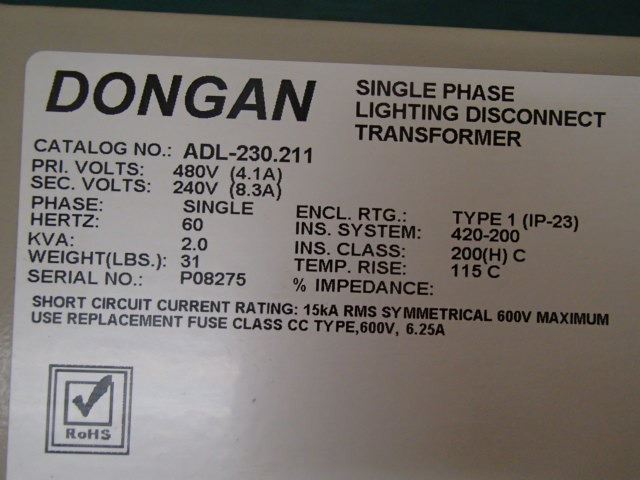 DONGAN
SINGLE PHASE
LIGHTING DISCONNECT
TRANSFORMER
CATALOG NO.: ADL-230.211
PRI. VOLTS: 480V (4.1A)
SEC. VOLTS: 240V (8.3A)
PHASE: SINGLE
HERTZ: 60
KVA: 2.0
WEIGHT(LBS.): 31
SERIAL NO.: P08275
ENCL. RTG.: TYPE 1 (IP-23)
INS. SYSTEM: 420-200
INS. CLASS: 200(H) C
TEMP. RISE: 115 C
% IMPEDANCE:
SHORT CIRCUIT CURRENT RATING: 15kA RMS SYMMETRICAL 600V MAXIMUM
USE REPLACEMENT FUSE CLASS CC TYPE,600V, 6.25A
RoHS